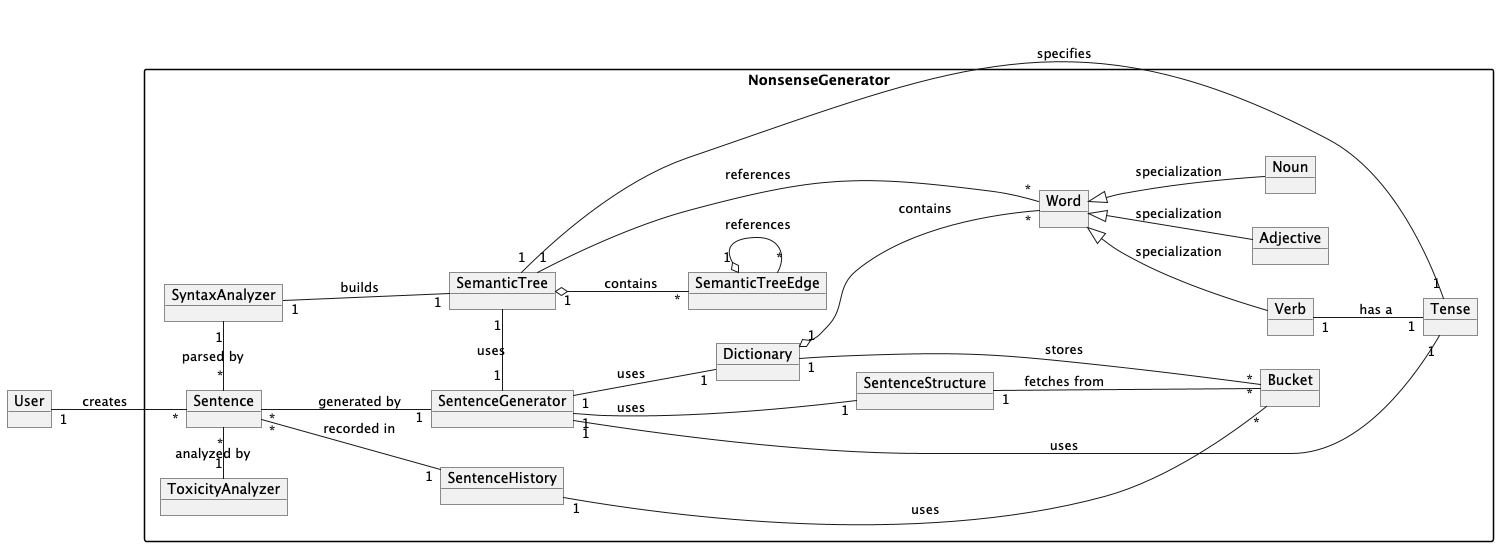 specifies
NonsenseGenerator
Noun
specialization
references
*
Word
specialization
contains
*
Adjective
references
specialization
1 1
1 *
SemanticTree
SemanticTreeEdge
SyntaxAnalyzer
builds
1 contains
1
1 1
*
Verb
has a
Tense
1
1 1
1
1
uses
parsed by
1
Dictionary
stores
1
1
*
1
uses
1
SentenceStructure
fetches from
*
*
Bucket
User
creates
Sentence
generated by
SentenceGenerator
1
*
*
1
1
uses
1
1
recorded in
*
1
1
*
*
analyzed by
1
uses
ToxicityAnalyzer
1
SentenceHistory
1
uses